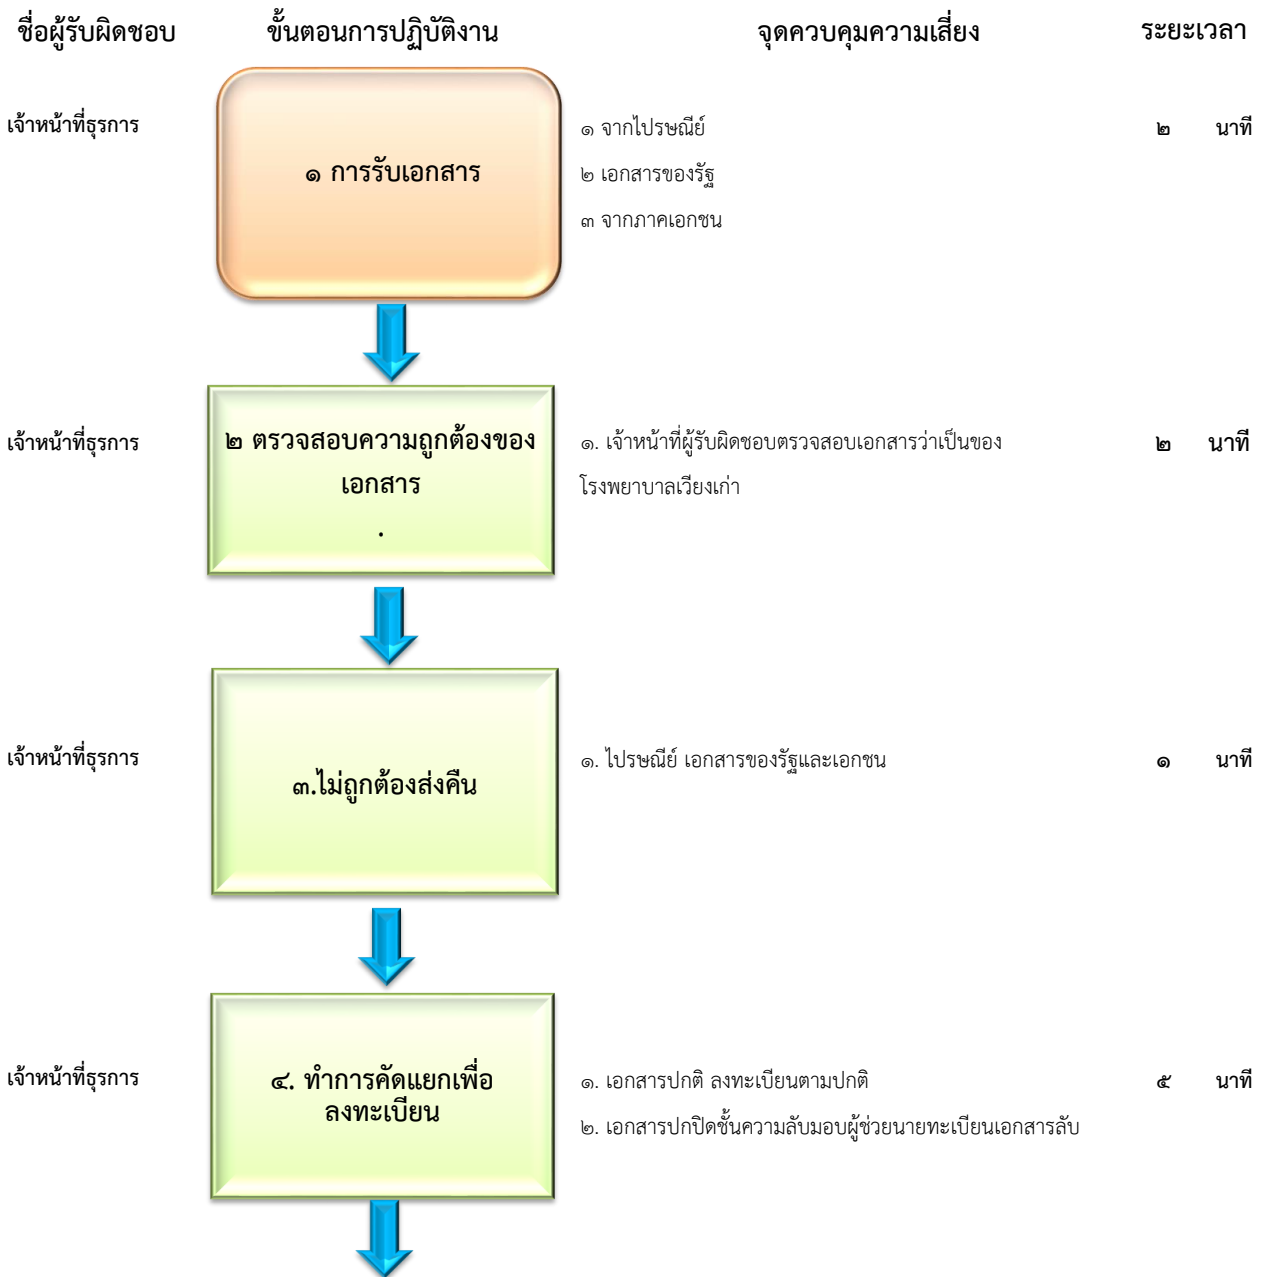 ชื่อผู้รับผิดชอบ ขั้นตอนการปฏิบัติงาน จุดควบคุมความเสี่ยง ระยะเวลา
เจ้าหน้าที่ธุรการ
๑ การรับเอกสาร
๑ จากไปรษณีย์
๒ เอกสารของรัฐ
๓ จากภาคเอกชน
๒ นาที
เจ้าหน้าที่ธุรการ
๒ ตรวจสอบความถูกต้องของ
เอกสาร
.
๑. เจ้าหน้าที่ผู้รับผิดชอบตรวจสอบเอกสารว่าเป็นของ
โรงพยาบาลเวียงเก่า
๒ นาที
เจ้าหน้าที่ธุรการ
๓.ไม่ถูกต้องส่งคืน
๑. ไปรษณีย์ เอกสารของรัฐและเอกชน
๑ นาที
เจ้าหน้าที่ธุรการ
๔. ทำการคัดแยกเพื่อ
ลงทะเบียน
๑. เอกสารปกติ ลงทะเบียนตามปกติ
๒. เอกสารปกปิดชั้นความลับมอบผู้ช่วยนายทะเบียนเอกสารลับ
๕ นาที